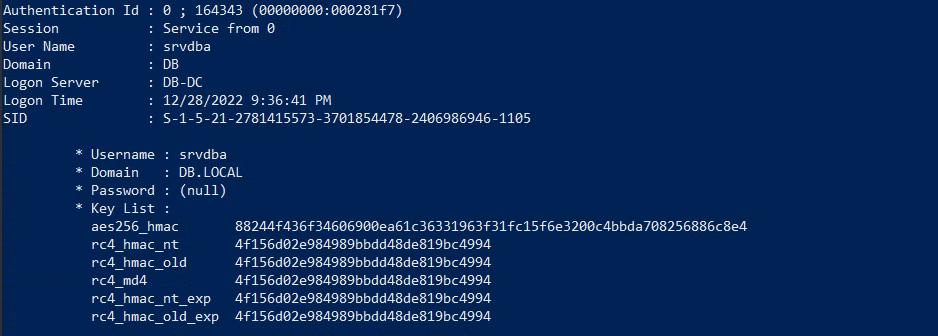 Authentication Id : 0 ; 164343 (00000000:000281f7)
Session           : Service from 0
User Name         : srvdba
Domain            : DB
Logon Server      : DB-DC
Logon Time        : 12/28/2022 9:36:41 PM
SID               : S-1-5-21-2781415573-3701854478-2406986946-1105
* Username : srvdba
* Domain   : DB.LOCAL
* Password : (null)
* Key List :
aes256_hmac       88244f436f34606900ea61c36331963f31fc15f6e3200c4bbda708256886c8e4
rc4_hmac_nt       4f156d02e984989bbdd48de819bc4994
rc4_hmac_old      4f156d02e984989bbdd48de819bc4994
rc4_md4           4f156d02e984989bbdd48de819bc4994
rc4_hmac_nt_exp   4f156d02e984989bbdd48de819bc4994
rc4_hmac_old_exp  4f156d02e984989bbdd48de819bc4994